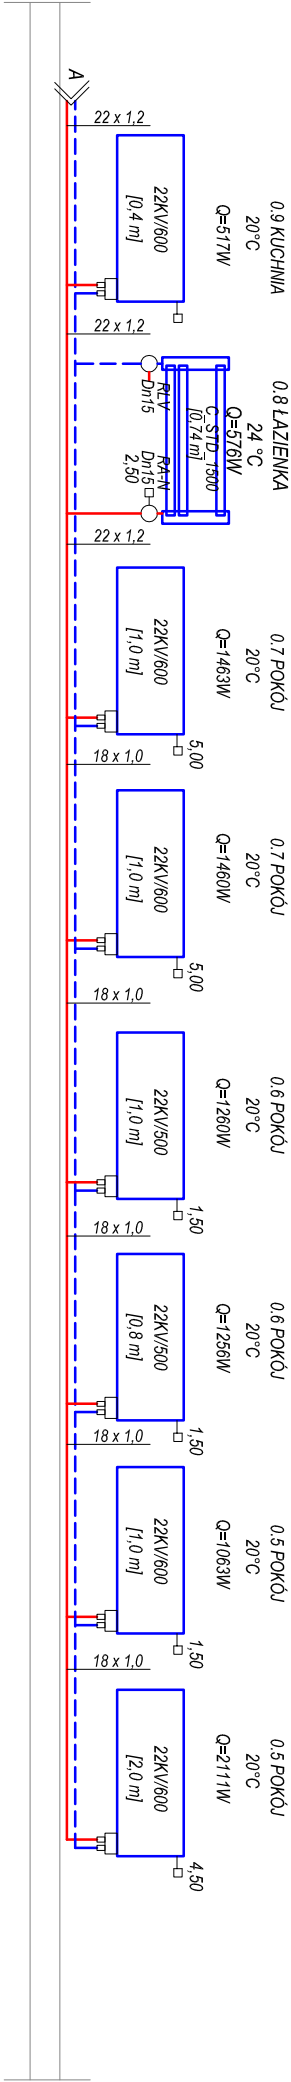 A
22 x 1,2
0.9 KUCHNIA
20°C
Q=517W
22KV/600
[0,4 m]
22 x 1,2
0.8 ŁAZIENKA
24 °C
Q=576W
C_STD_1500
[0,74 m]
RLV
Dn15
RA-N
Dn15
2,50
22 x 1,2
0.7 POKÓJ
20°C
Q=1463W
22KV/600
[1,0 m]
5,00
18 x 1,0
0.7 POKÓJ
20°C
Q=1460W
22KV/600
[1,0 m]
5,00
18 x 1,0
0.6 POKÓJ
20°C
Q=1260W
22KV/500
[1,0 m]
1,50
18 x 1,0
0.6 POKÓJ
20°C
Q=1256W
22KV/500
[0,8 m]
1,50
18 x 1,0
0.5 POKÓJ
20°C
Q=1063W
22KV/600
[1,0 m]
1,50
18 x 1,0
0.5 POKÓJ
20°C
Q=2111W
22KV/600
[2,0 m]
4,50